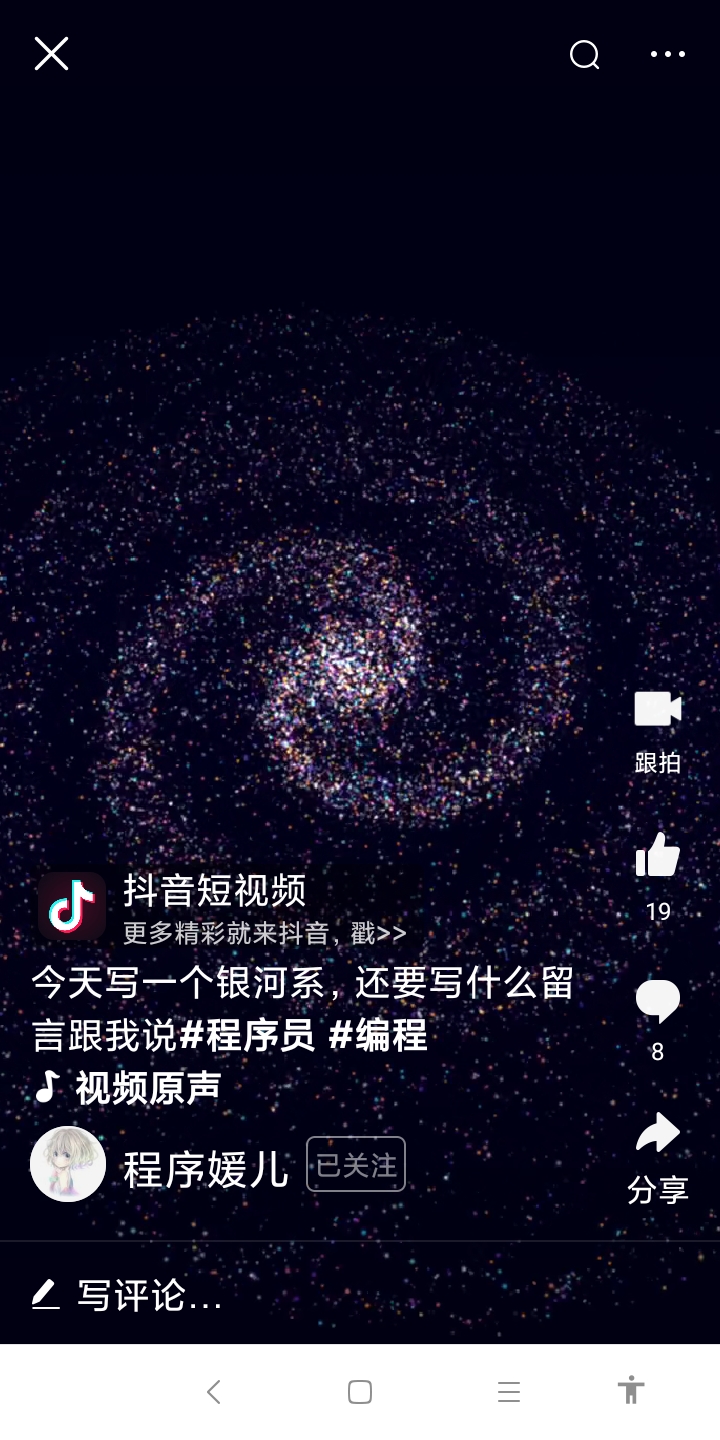 跟拍
19
抖音短视频
更多精彩就来抖音，戳>>
今天写一个银河系，还要写什么留
言跟我说#程序员 #编程
8
视频原声
程序媛儿 已关注
分享
写评论...